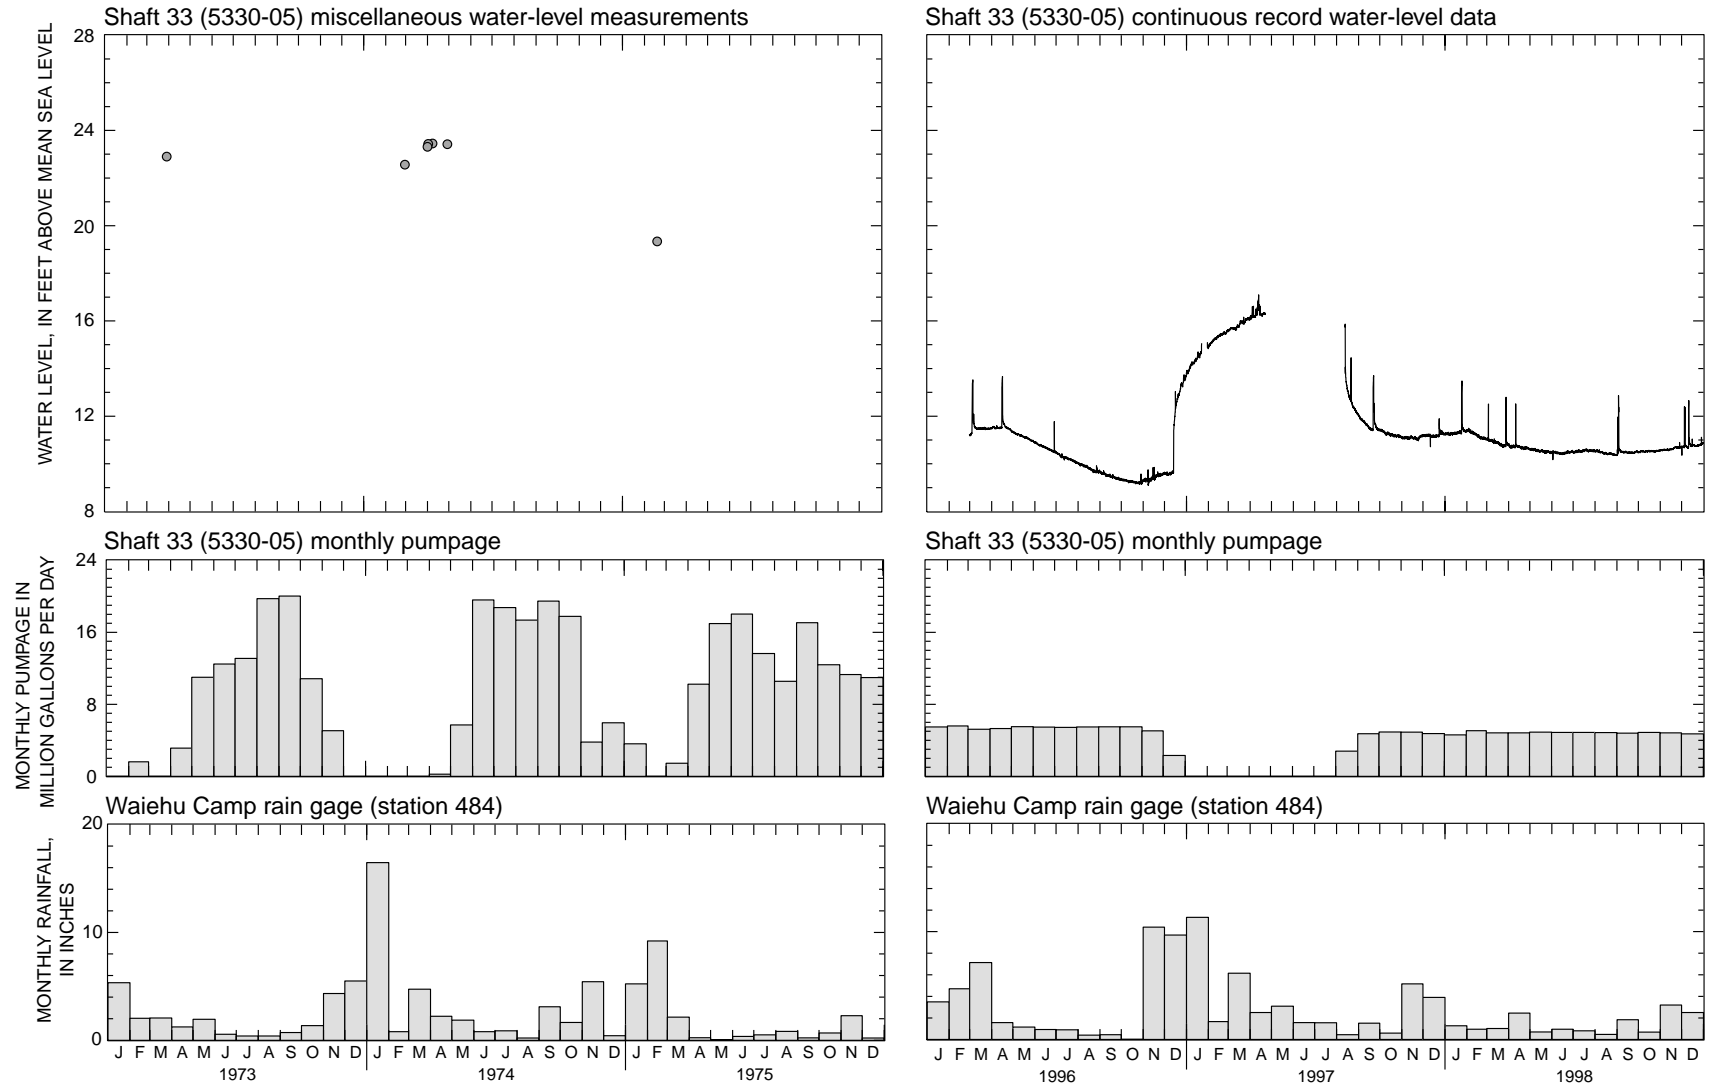 Shaft 33 (5330-05) miscellaneous water-level measurements
WATER LEVEL, IN FEET ABOVE MEAN SEA LEVEL
28
24
20
16
12
8
Shaft 33 (5330-05) continuous record water-level data
Shaft 33 (5330-05) monthly pumpage
MONTHLY PUMPAGE IN
MILLION GALLONS PER DAY
24
16
8
0
Shaft 33 (5330-05) monthly pumpage
Waiehu Camp rain gage (station 484)
MONTHLY RAINFALL,
IN INCHES
20
10
0
J F M A M J J A S O N D J F M A M J J A S O N D J F M A M J J A S O N D
1973 1974 1975
Waiehu Camp rain gage (station 484)
J F M A M J J A S O N D J F M A M J J A S O N D J F M A M J J A S O N D
1996 1997 1998